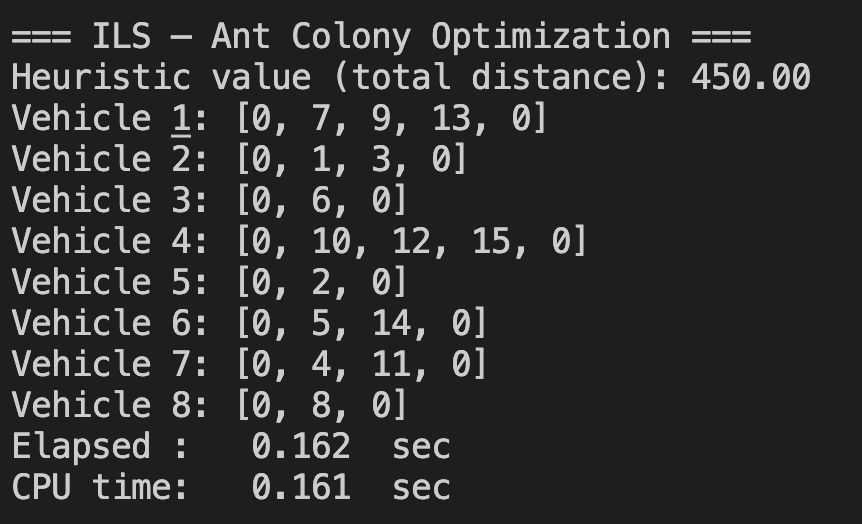 === ILS – Ant Colony Optimization ===
Heuristic value (total distance): 450.00
Vehicle 1: [0, 7, 9, 13, 0]
Vehicle 2: [0, 1, 3, 0]
Vehicle 3: [0, 6, 0]
Vehicle 4: [0, 10, 12, 15, 0]
Vehicle 5: [0, 2, 0]
Vehicle 6: [0, 5, 14, 0]
Vehicle 7: [0, 4, 11, 0]
Vehicle 8: [0, 8, 0]
Elapsed :   0.162  sec
CPU time:   0.161  sec